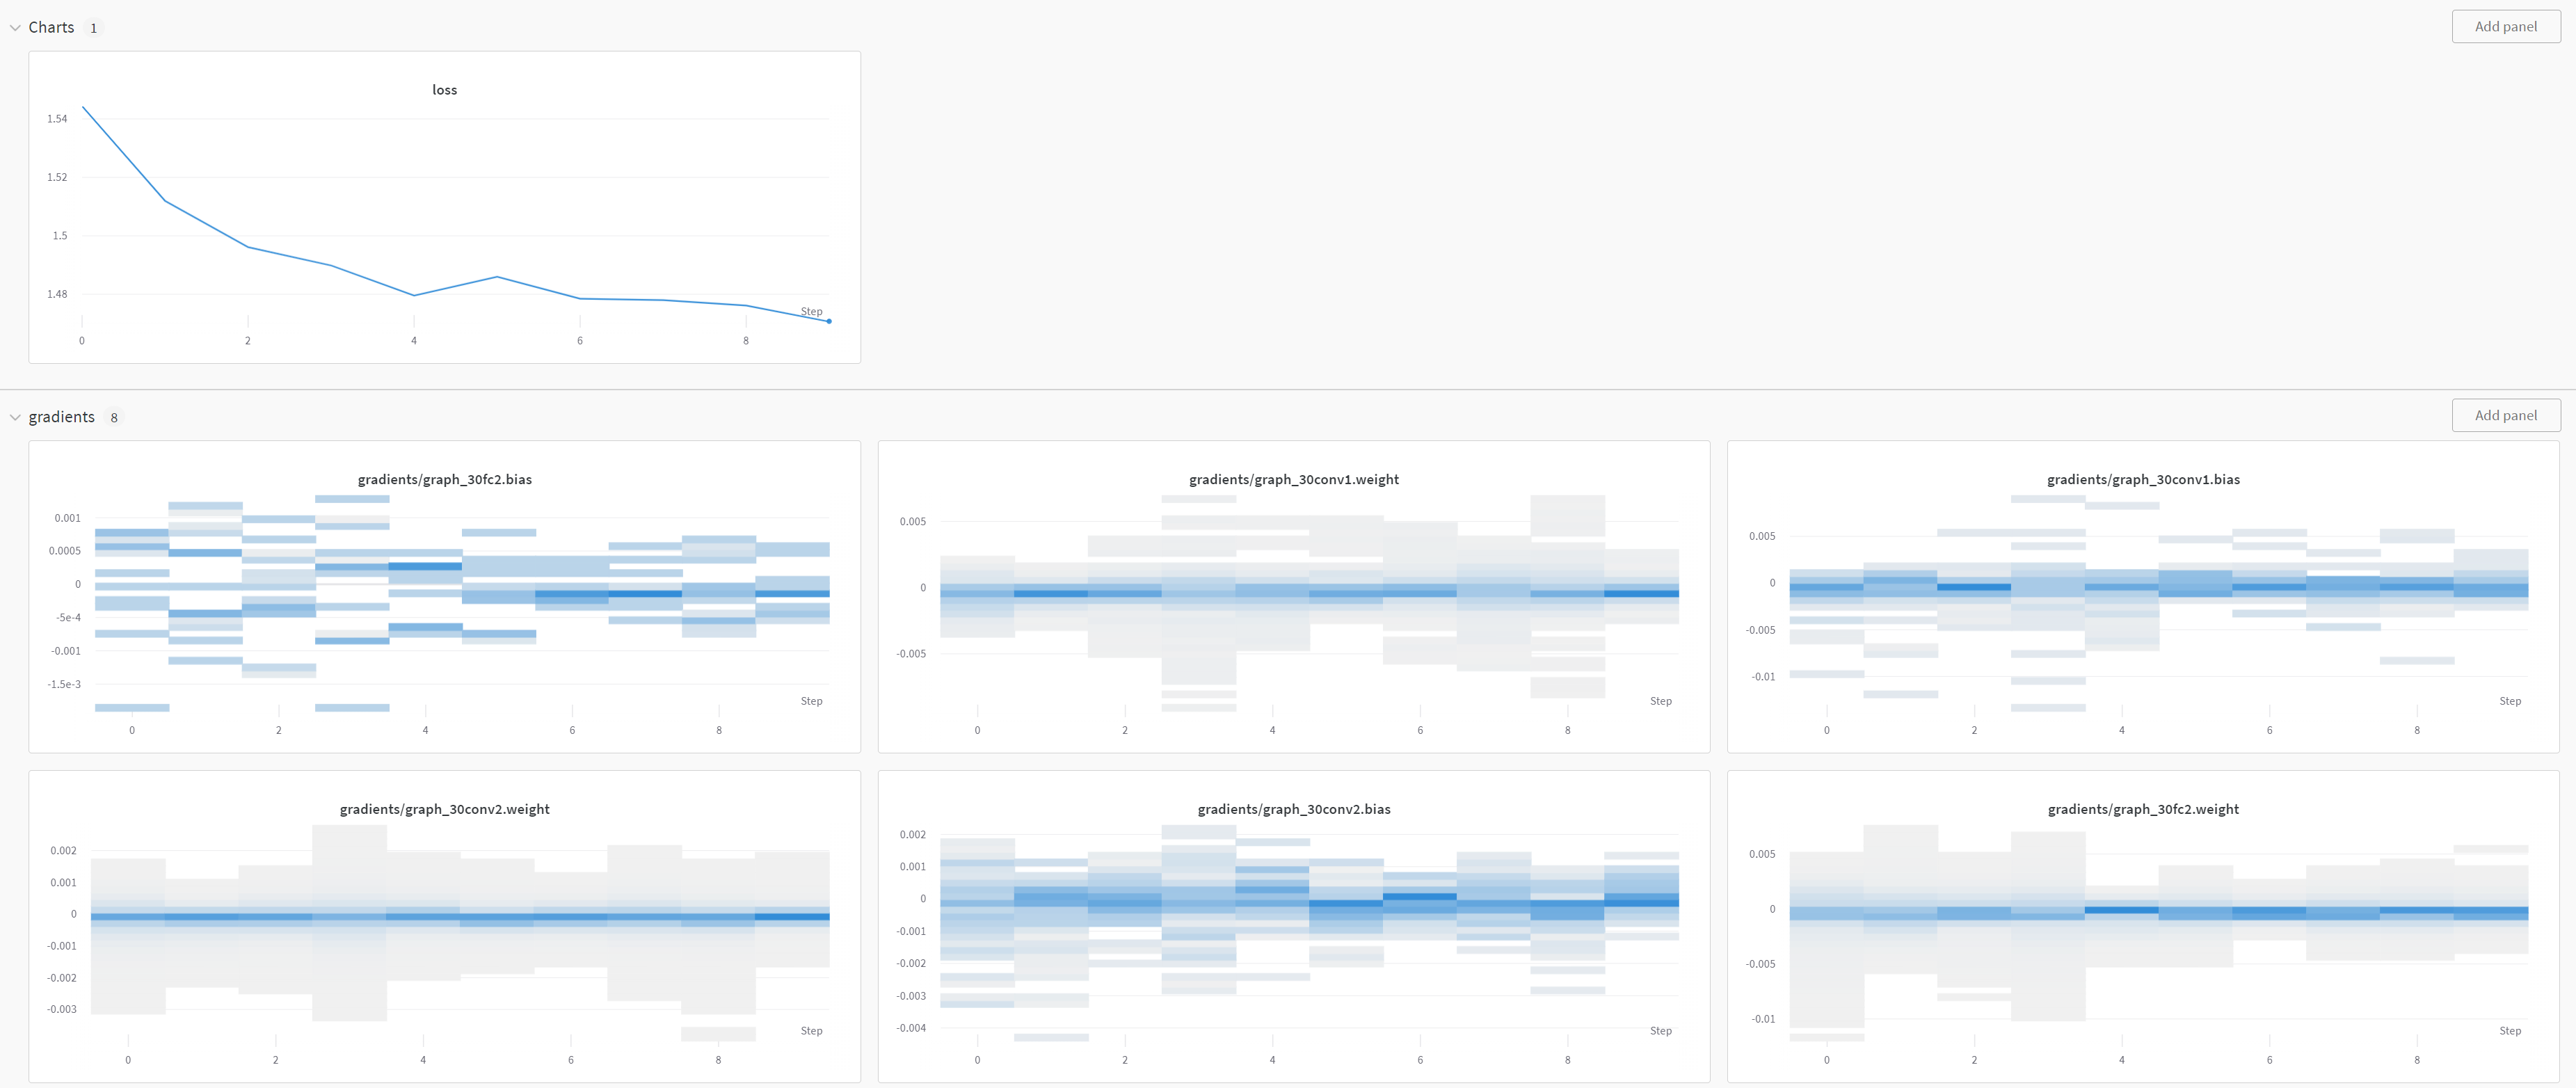 Charts 1
Add panel
loss
1.54
1.52
1.5
1.48
Step
0 2 4 6 8
gradients 8
Add panel
gradients/graph_30fc2.bias
0.001
0.0005
0
-5e-4
-0.001
-1.5e-3
Step
0 2 4 6 8
gradients/graph_30conv1.weight
0.005
0
-0.005
Step
0 2 4 6 8
gradients/graph_30conv1.bias
0.005
0
-0.005
-0.01
Step
0 2 4 6 8
gradients/graph_30conv2.weight
0.002
0.001
0
-0.001
-0.002
-0.003
Step
0 2 4 6 8
gradients/graph_30conv2.bias
0.002
0.001
0
-0.001
-0.002
-0.003
-0.004
Step
0 2 4 6 8
gradients/graph_30fc2.weight
0.005
0
-0.005
-0.01
Step
0 2 4 6 8